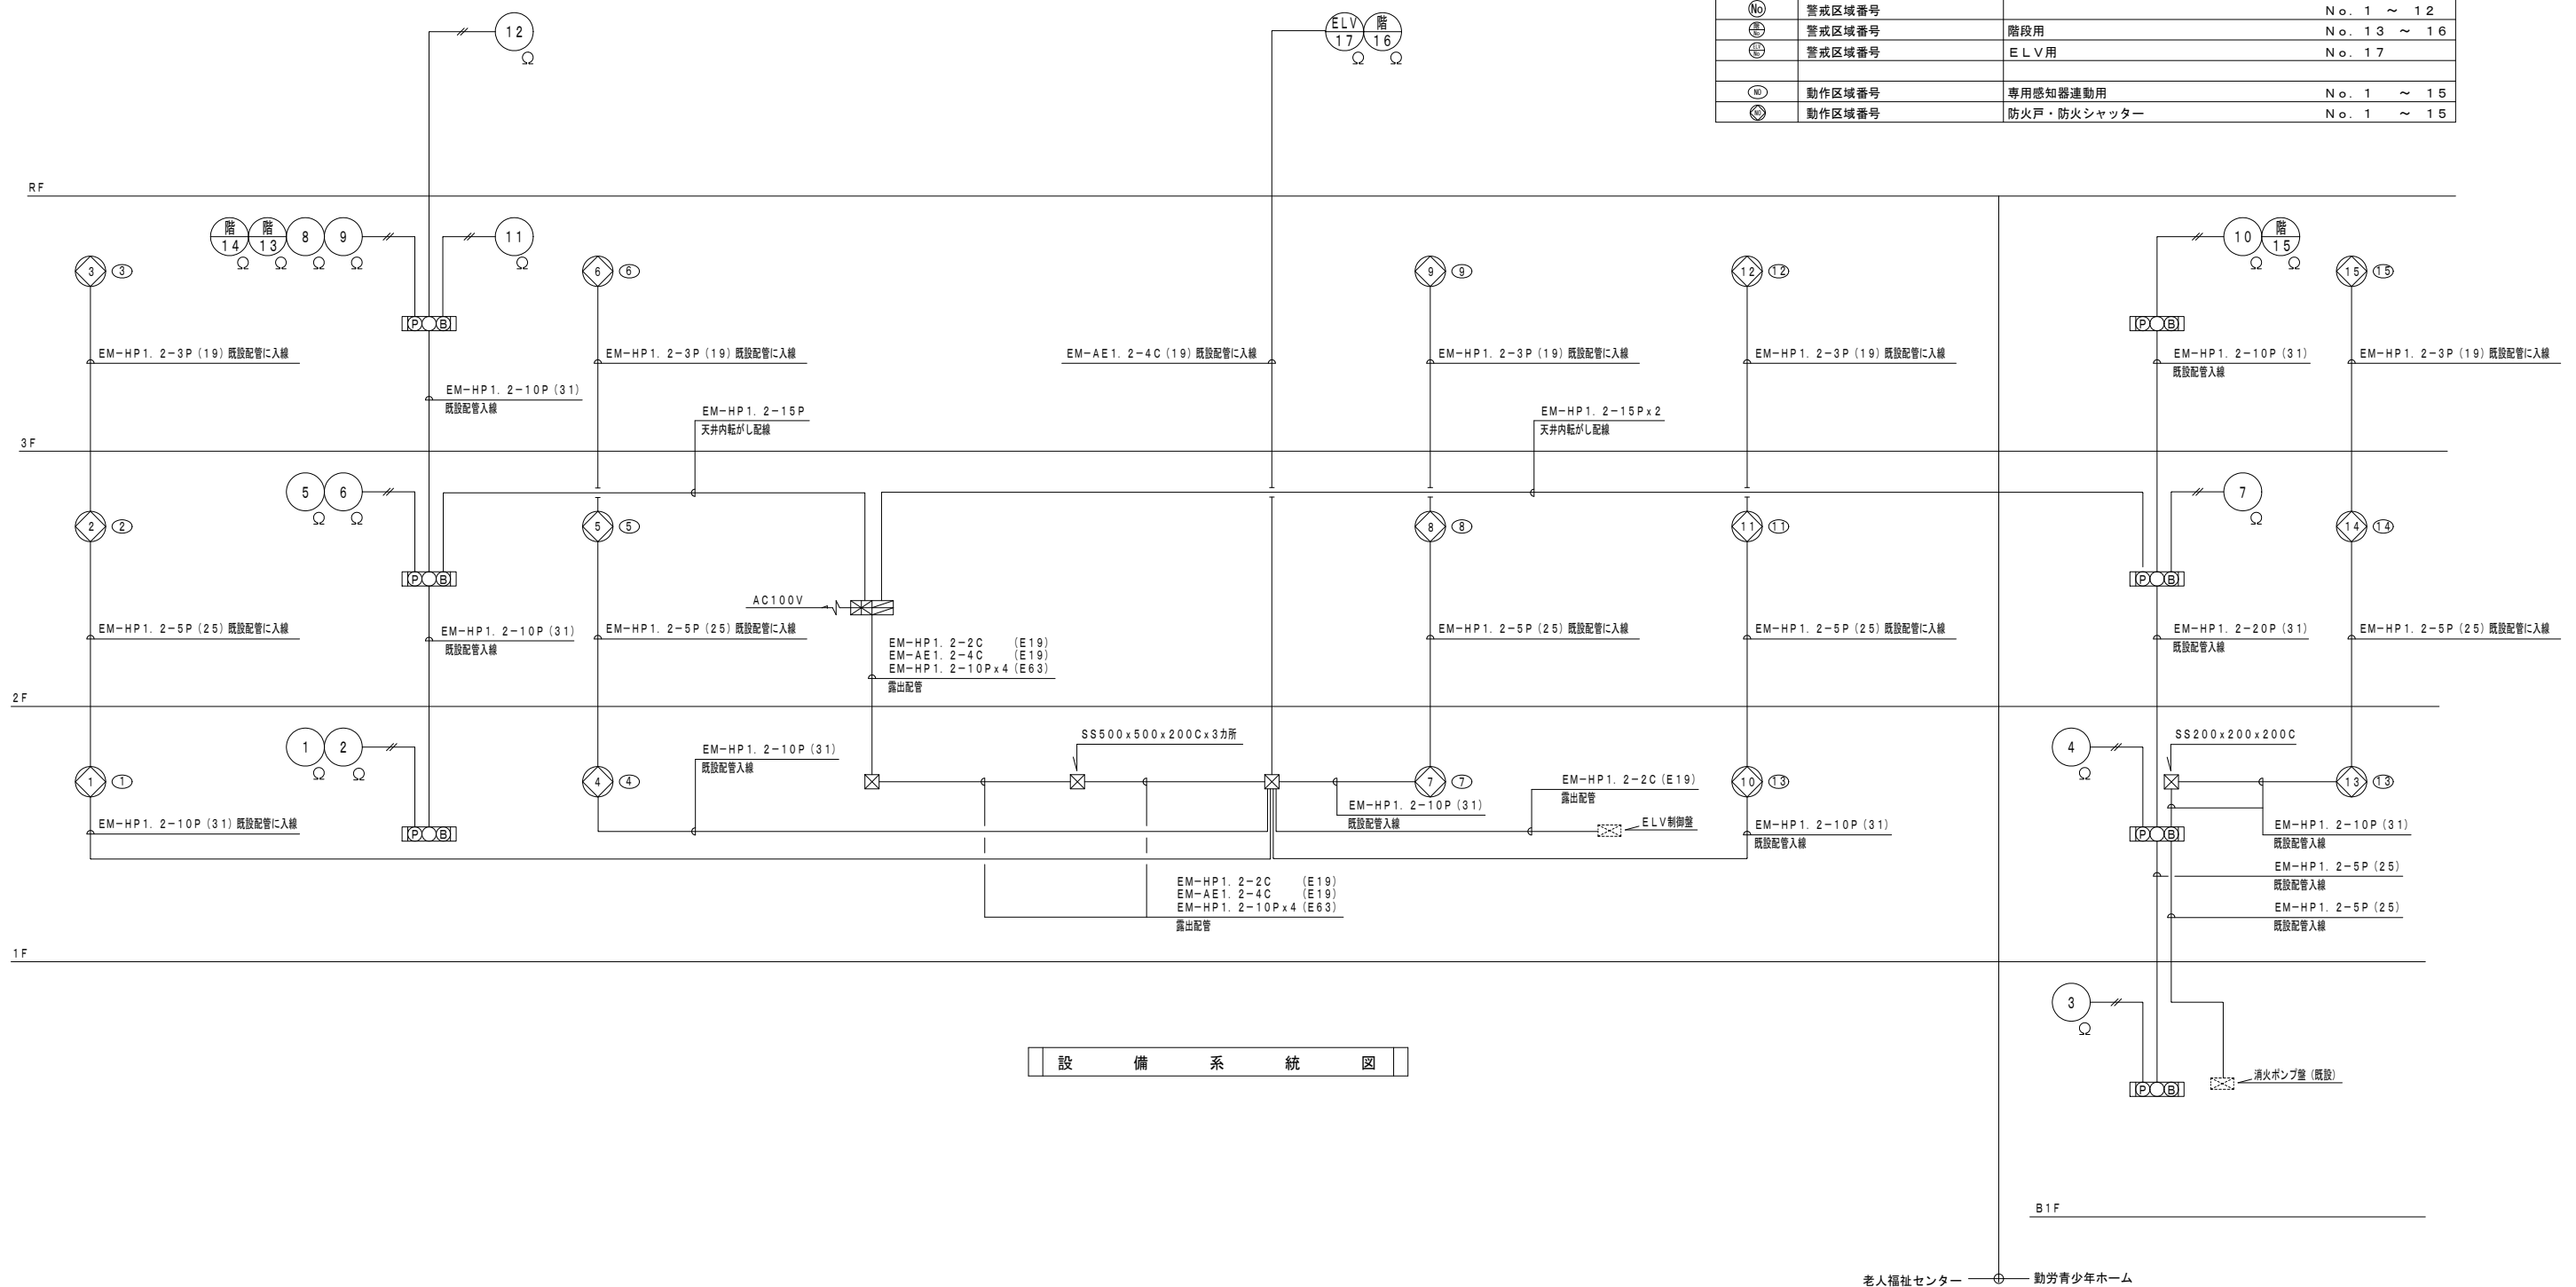 12
Ω
ELV
17
階
16
Ω
Ω
No
警戒区域番号
No. 1 ～ 12
階
No
警戒区域番号
階段用
No. 13 ～ 16
ELV
No
警戒区域番号
ELV用
No. 17
NO
動作区域番号
専用感知器連動用
No. 1 ～ 15
NO
動作区域番号
防火戸・防火シャッター
No. 1 ～ 15
RF
階
14
階
13
8
9
Ω
Ω
Ω
Ω
11
Ω
10
階
15
Ω
Ω
3
3
6
6
9
9
12
12
15
15
P B
P B
EM-HP1. 2-3P (19) 既設配管に入線
EM-HP1. 2-3P (19) 既設配管に入線
EM-AE1. 2-4C (19) 既設配管に入線
EM-HP1. 2-3P (19) 既設配管に入線
EM-HP1. 2-3P (19) 既設配管に入線
EM-HP1. 2-10P (31)
既設配管入線
EM-HP1. 2-3P (19) 既設配管に入線
EM-HP1. 2-10P (31)
既設配管入線
EM-HP1. 2-15P
天井内転がし配線
EM-HP1. 2-15Px2
天井内転がし配線
3F
5
6
Ω
Ω
7
Ω
2
2
5
5
8
8
11
11
14
14
P B
P B
AC100V
EM-HP1. 2-5P (25) 既設配管に入線
EM-HP1. 2-10P (31)
既設配管入線
EM-HP1. 2-5P (25) 既設配管に入線
EM-HP1. 2-2C (E19)
EM-AE1. 2-4C (E19)
EM-HP1. 2-10Px4 (E63)
露出配管
EM-HP1. 2-5P (25) 既設配管に入線
EM-HP1. 2-5P (25) 既設配管に入線
EM-HP1. 2-20P (31)
既設配管入線
EM-HP1. 2-5P (25) 既設配管に入線
2F
1
2
Ω
Ω
EM-HP1. 2-10P (31)
既設配管入線
SS500x500x200Cx3カ所
4
Ω
SS200x200x200C
1
1
4
4
7
7
EM-HP1. 2-2C (E19)
露出配管
10
13
13
13
EM-HP1. 2-10P (31) 既設配管に入線
P B
EM-HP1. 2-10P (31)
既設配管入線
ELV制御盤
EM-HP1. 2-10P (31)
既設配管入線
P B
EM-HP1. 2-10P (31)
既設配管入線
EM-HP1. 2-5P (25)
既設配管入線
EM-HP1. 2-5P (25)
既設配管入線
EM-HP1. 2-2C (E19)
EM-AE1. 2-4C (E19)
EM-HP1. 2-10Px4 (E63)
露出配管
1F
3
Ω
設備系統図
P B
消火ポンプ盤 (既設)
B1F
老人福祉センター
勤労青少年ホーム